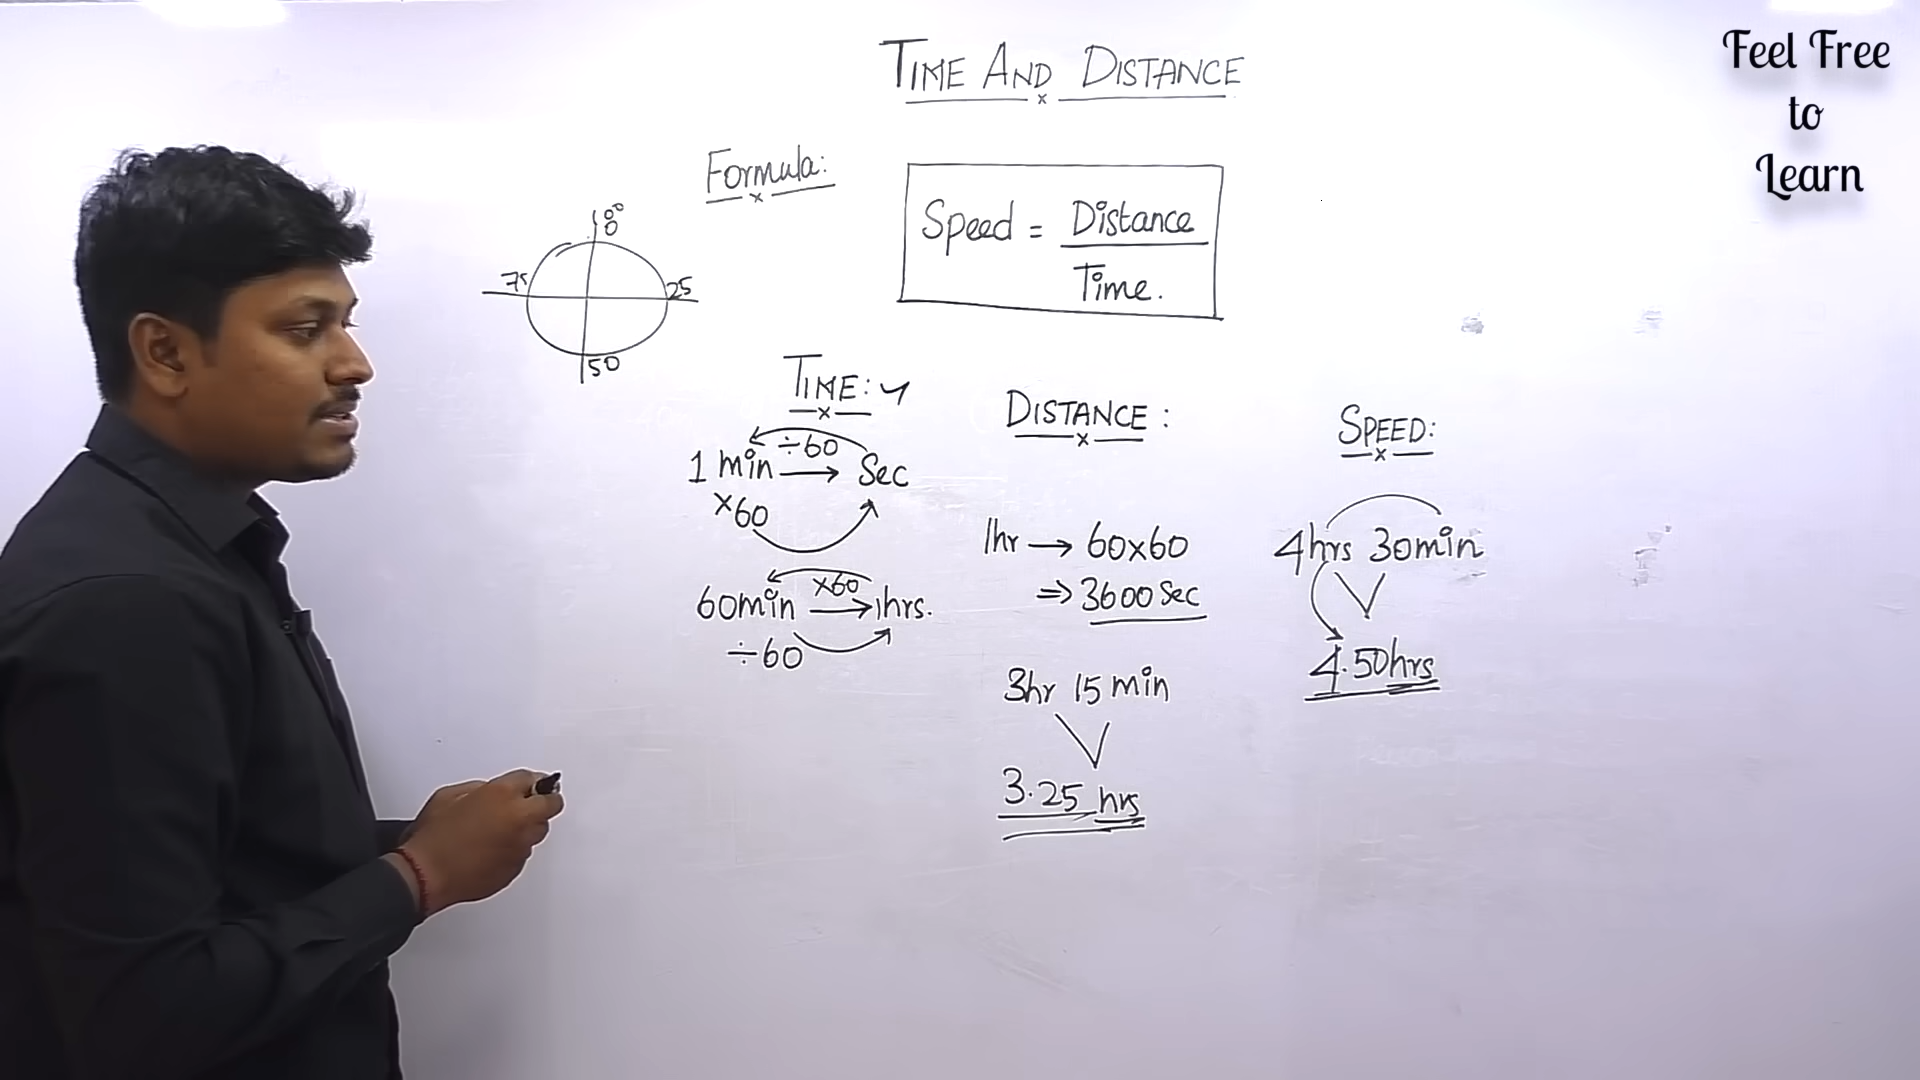 Feel Free
to
Learn
TIME AND DISTANCE
Formula:
Speed = Distance
Time.
100
0
75
25
50
TIME:
÷60
1 min → Sec
×60
×60
60min → 1hrs.
÷60
DISTANCE:
1hr → 60×60
⇒ 3600 Sec
3hr 15 min
3.25 hrs
SPEED:
4hrs 30min
4.50hrs